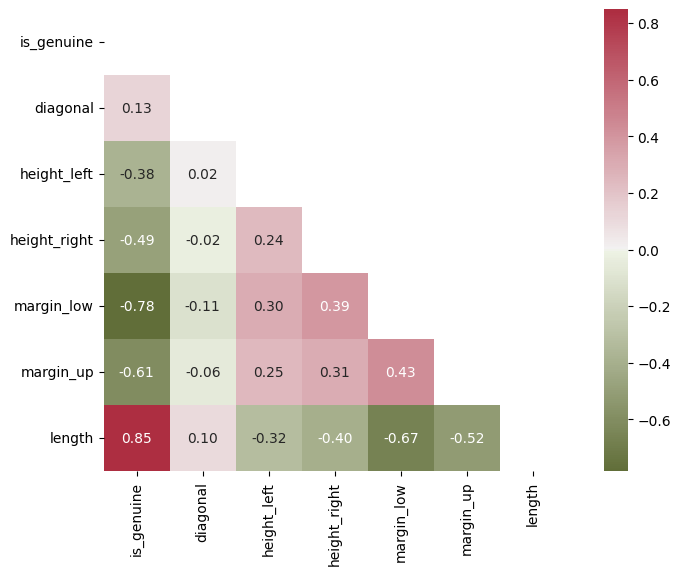 is_genuine
diagonal 0.13
height_left -0.38 0.02
height_right -0.49 -0.02 0.24
margin_low -0.78 -0.11 0.30 0.39
margin_up -0.61 -0.06 0.25 0.31 0.43
length 0.85 0.10 -0.32 -0.40 -0.67 -0.52
is_genuine
diagonal
height_left
height_right
margin_low
margin_up
length
0.8
0.6
0.4
0.2
0.0
−0.2
−0.4
−0.6